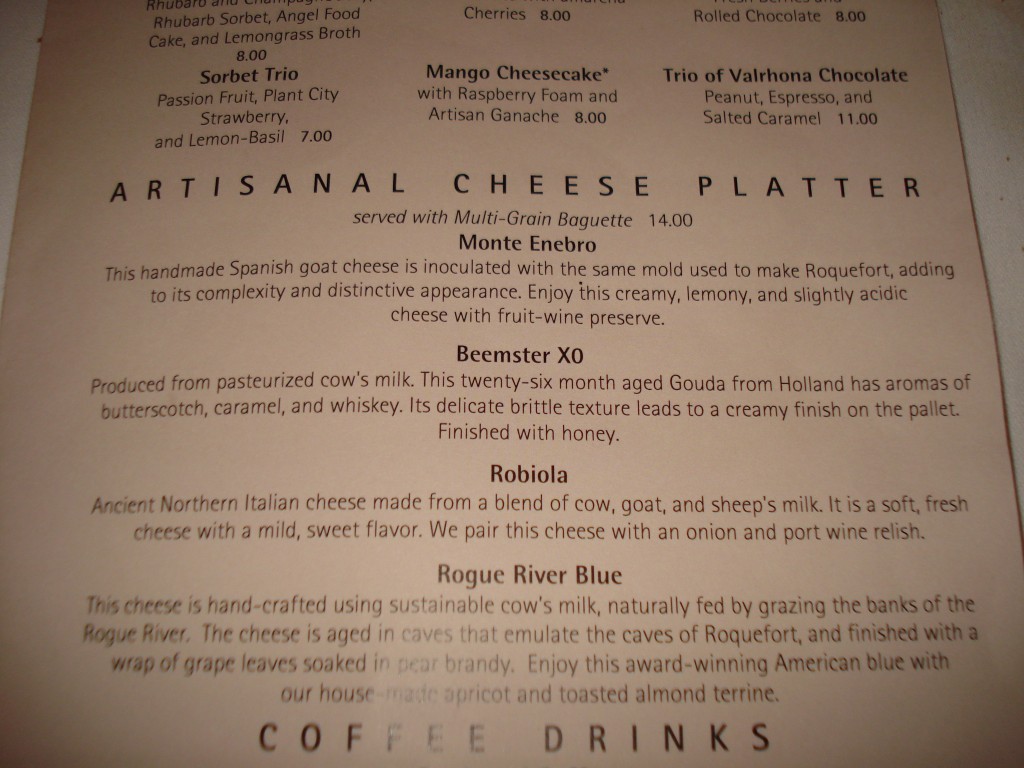 Rhubarb and
Rhubarb Sorbet, Angel Food
Cake, and Lemongrass Broth
8.00
Cherries 8.00
Rolled Chocolate 8.00
Sorbet Trio
Passion Fruit, Plant City
Strawberry,
and Lemon-Basil 7.00
Mango Cheesecake*
with Raspberry Foam and
Artisan Ganache 8.00
Trio of Valrhona Chocolate
Peanut, Espresso, and
Salted Caramel 11.00
ARTISANAL CHEESE PLATTER
served with Multi-Grain Baguette 14.00
Monte Enebro
This handmade Spanish goat cheese is inoculated with the same mold used to make Roquefort, adding
to its complexity and distinctive appearance. Enjoy this creamy, lemony, and slightly acidic
cheese with fruit-wine preserve.
Beemster XO
Produced from pasteurized cow's milk. This twenty-six month aged Gouda from Holland has aromas of
butterscotch, caramel, and whiskey. Its delicate brittle texture leads to a creamy finish on the pallet.
Finished with honey.
Robiola
Ancient Northern Italian cheese made from a blend of cow, goat, and sheep's milk. It is a soft, fresh
cheese with a mild, sweet flavor. We pair this cheese with an onion and port wine relish.
Rogue River Blue
This cheese is hand-crafted using sustainable cow's milk, naturally fed by grazing the banks of the
Rogue River. The cheese is aged in caves that emulate the caves of Roquefort, and finished with a
wrap of grape leaves soaked in pear brandy. Enjoy this award-winning American blue with
our house-made apricot and toasted almond terrine.
COFFEE DRINKS